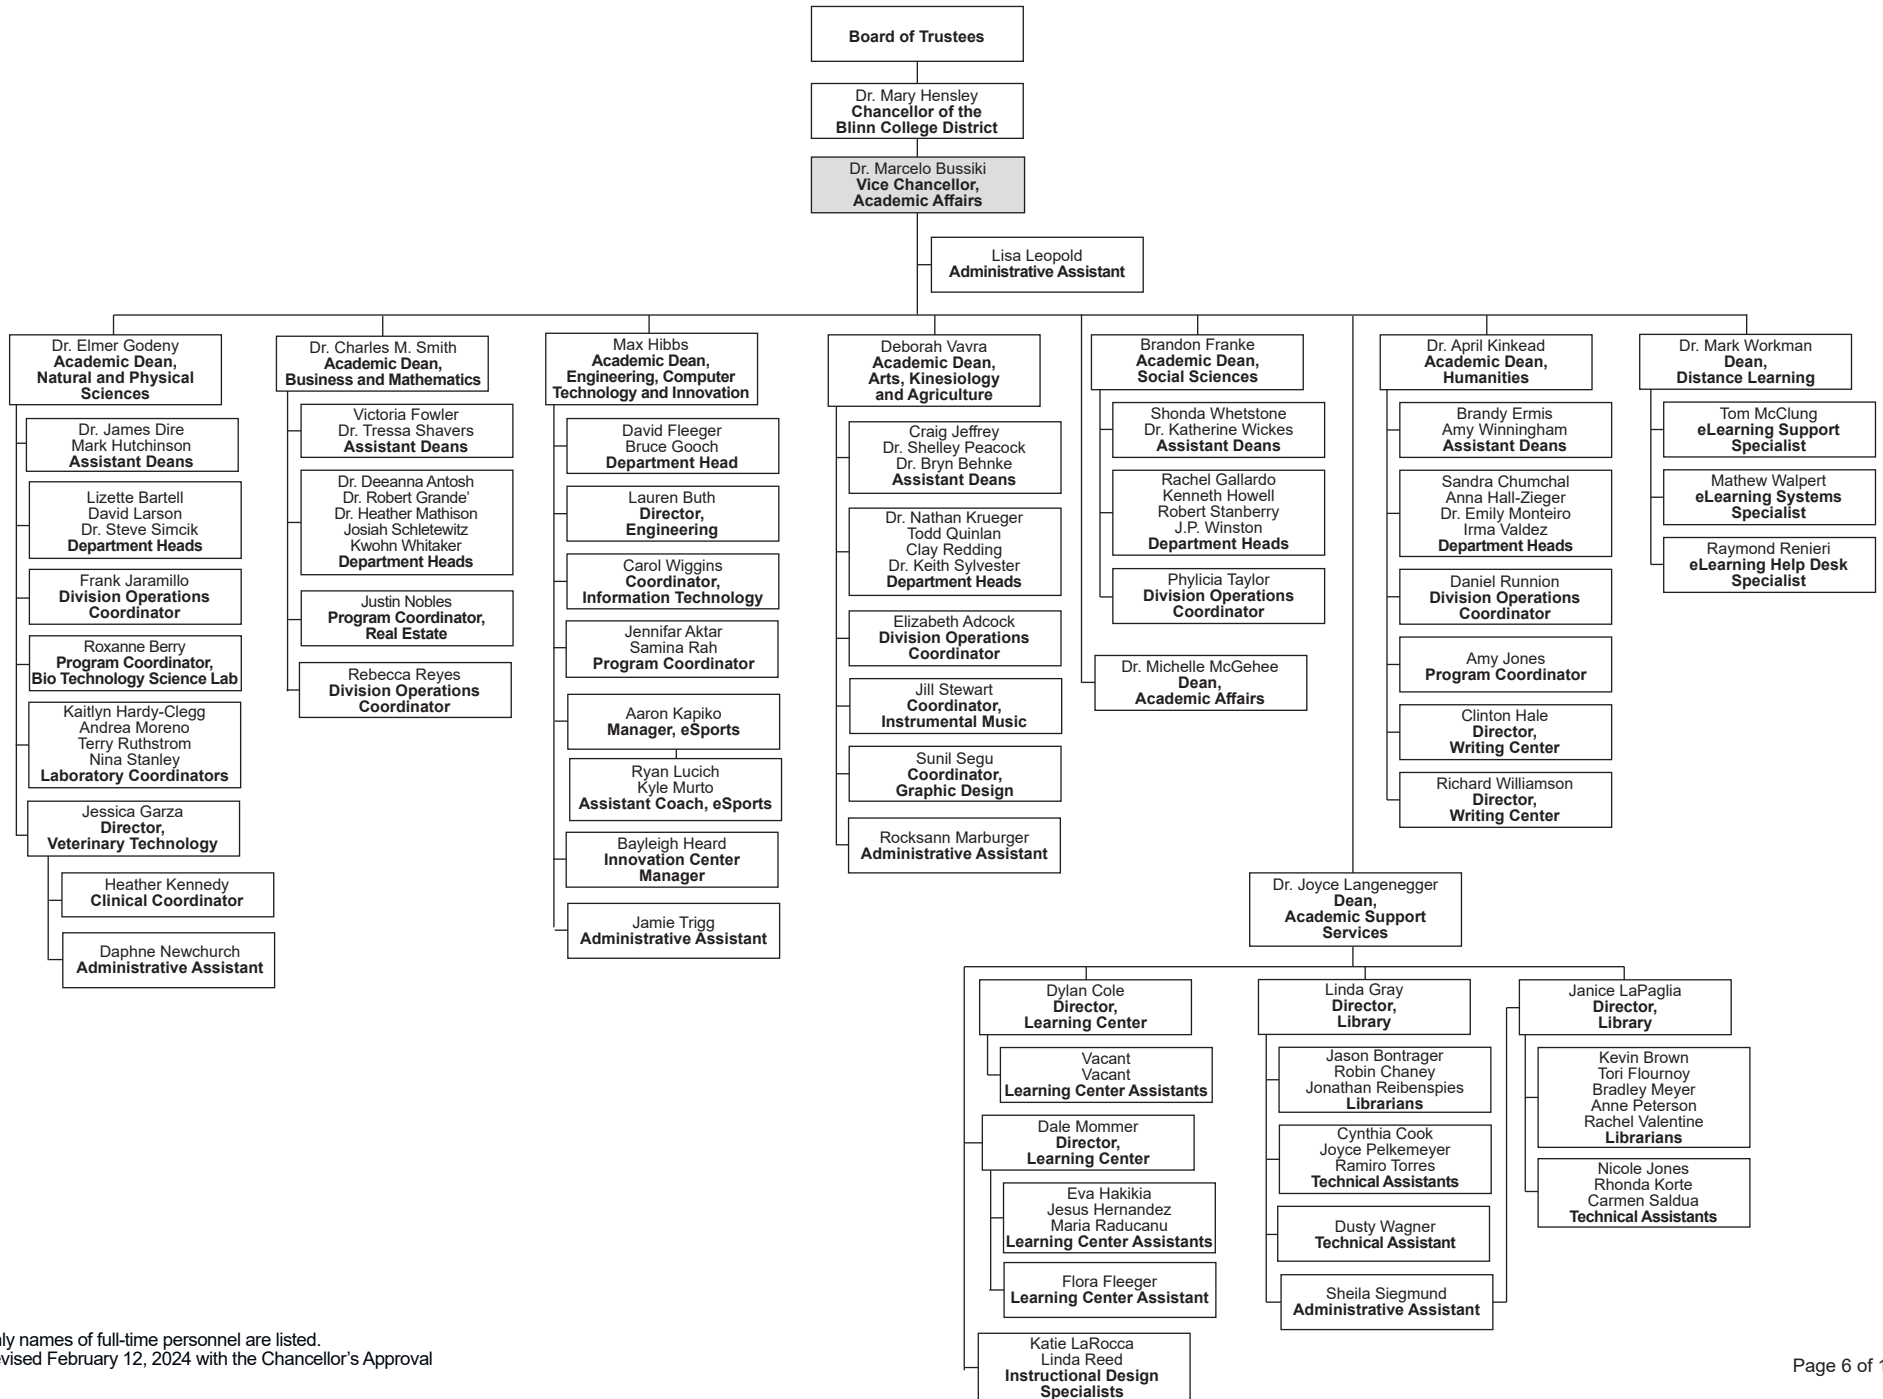 Board of Trustees
Dr. Mary Hensley
Chancellor of the
Blinn College District
Dr. Marcelo Bussiki
Vice Chancellor,
Academic Affairs
Lisa Leopold
Administrative Assistant
Dr. Elmer Godeny
Academic Dean,
Natural and Physical
Sciences
Dr. James Dire
Mark Hutchinson
Assistant Deans
Lizette Bartell
David Larson
Dr. Steve Simcik
Department Heads
Frank Jaramillo
Division Operations
Coordinator
Roxanne Berry
Program Coordinator,
Bio Technology Science Lab
Kaitlyn Hardy-Clegg
Andrea Moreno
Terry Ruthstrom
Nina Stanley
Laboratory Coordinators
Jessica Garza
Director,
Veterinary Technology
Heather Kennedy
Clinical Coordinator
Daphne Newchurch
Administrative Assistant
Dr. Charles M. Smith
Academic Dean,
Business and Mathematics
Victoria Fowler
Dr. Tressa Shavers
Assistant Deans
Dr. Deeanna Antosh
Dr. Robert Grande’
Dr. Heather Mathison
Josiah Schletewitz
Kwohn Whitaker
Department Heads
Justin Nobles
Program Coordinator,
Real Estate
Rebecca Reyes
Division Operations
Coordinator
Max Hibbs
Academic Dean,
Engineering, Computer
Technology and Innovation
David Fleeger
Bruce Gooch
Department Head
Lauren Buth
Director,
Engineering
Carol Wiggins
Coordinator,
Information Technology
Jennifar Aktar
Samina Rah
Program Coordinator
Aaron Kapiko
Manager, eSports
Ryan Lucich
Kyle Murto
Assistant Coach, eSports
Bayleigh Heard
Innovation Center
Manager
Jamie Trigg
Administrative Assistant
Deborah Vavra
Academic Dean,
Arts, Kinesiology
and Agriculture
Craig Jeffrey
Dr. Shelley Peacock
Dr. Bryn Behnke
Assistant Deans
Dr. Nathan Krueger
Todd Quinlan
Clay Redding
Dr. Keith Sylvester
Department Heads
Elizabeth Adcock
Division Operations
Coordinator
Jill Stewart
Coordinator,
Instrumental Music
Sunil Segu
Coordinator,
Graphic Design
Rocksann Marburger
Administrative Assistant
Brandon Franke
Academic Dean,
Social Sciences
Shonda Whetstone
Dr. Katherine Wickes
Assistant Deans
Rachel Gallardo
Kenneth Howell
Robert Stanberry
J.P. Winston
Department Heads
Phylicia Taylor
Division Operations
Coordinator
Dr. Michelle McGehee
Dean,
Academic Affairs
Dr. April Kinkead
Academic Dean,
Humanities
Brandy Ermis
Amy Winningham
Assistant Deans
Sandra Chumchal
Anna Hall-Zieger
Dr. Emily Monteiro
Irma Valdez
Department Heads
Daniel Runnion
Division Operations
Coordinator
Amy Jones
Program Coordinator
Clinton Hale
Director,
Writing Center
Richard Williamson
Director,
Writing Center
Dr. Mark Workman
Dean,
Distance Learning
Tom McClung
eLearning Support
Specialist
Mathew Walpert
eLearning Systems
Specialist
Raymond Renieri
eLearning Help Desk
Specialist
Dr. Joyce Langenegger
Dean,
Academic Support
Services
Dylan Cole
Director,
Learning Center
Vacant
Vacant
Learning Center Assistants
Dale Mommer
Director,
Learning Center
Eva Hakikia
Jesus Hernandez
Maria Raducanu
Learning Center Assistants
Flora Fleeger
Learning Center Assistant
Katie LaRocca
Linda Reed
Instructional Design
Specialists
Linda Gray
Director,
Library
Jason Bontrager
Robin Chaney
Jonathan Reibenspies
Librarians
Cynthia Cook
Joyce Pelkemeyer
Ramiro Torres
Technical Assistants
Dusty Wagner
Technical Assistant
Sheila Siegmund
Administrative Assistant
Janice LaPaglia
Director,
Library
Kevin Brown
Tori Flournoy
Bradley Meyer
Anne Peterson
Rachel Valentine
Librarians
Nicole Jones
Rhonda Korte
Carmen Saldua
Technical Assistants
names of full-time personnel are listed.
February 12, 2024 with the Chancellor’s Approval
Page 6 of